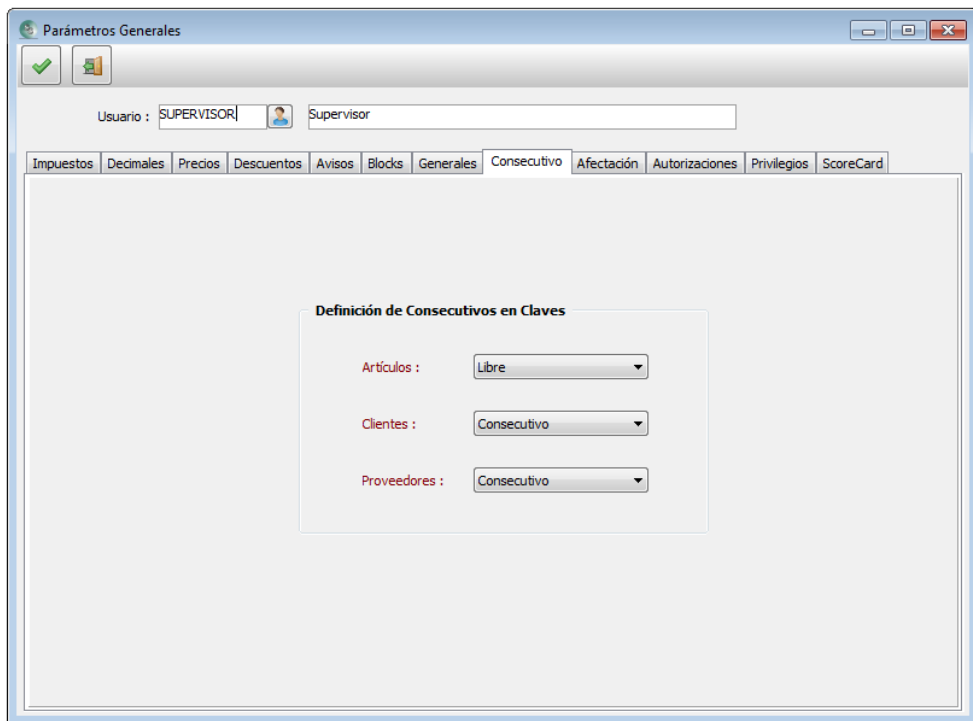 Parámetros Generales
Usuario : SUPERVISOR Supervisor
Impuestos Decimales Precios Descuentos Avisos Blocks Generales Consecutivo Afectación Autorizaciones Privilegios ScoreCard
Definición de Consecutivos en Claves
Artículos : Libre
Clientes : Consecutivo
Proveedores : Consecutivo